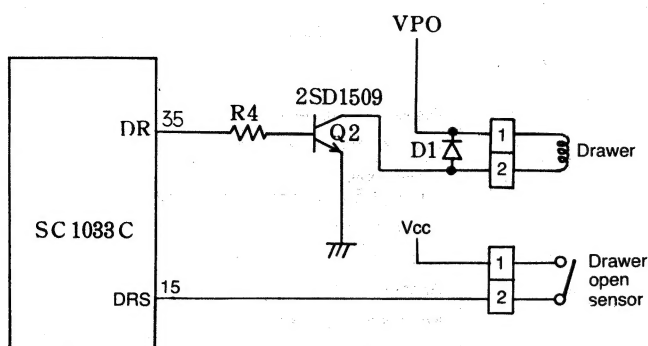 VPO
2SD1509
R4
35
DR
Q2
D1
1
2
Drawer
SC1033C
Vcc
1
2
Drawer
open
sensor
15
DRS